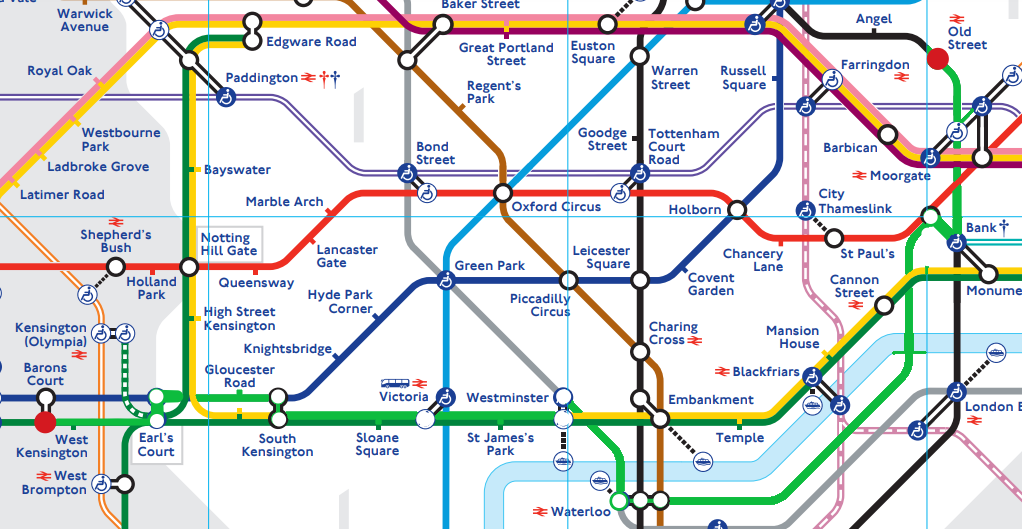 Warwick
Avenue
Baker Street
Angel
Old
Street
Edgware Road
Great Portland
Street
Euston
Square
Warren
Street
Russell
Square
Farringdon
Royal Oak
Paddington
Regent's
Park
Westbourne
Park
Ladbroke Grove
Latimer Road
Bayswater
Bond
Street
Goodge
Street
Tottenham
Court
Road
Barbican
Moorgate
Marble Arch
Oxford Circus
Holborn
City
Thameslink
Shepherd's
Bush
Notting
Hill Gate
Lancaster
Gate
Chancery
Lane
St Paul's
Bank
Holland
Park
Queensway
Green Park
Leicester
Square
Covent
Garden
Cannon
Street
Monume
Hyde Park
Corner
Piccadilly
Circus
High Street
Kensington
Kensington
(Olympia)
Knightsbridge
Charing
Cross
Mansion
House
Barons
Court
Gloucester
Road
Victoria
Westminster
Blackfriars
Embankment
London B
West
Kensington
Earl's
Court
South
Kensington
Sloane
Square
St James's
Park
Temple
West
Brompton
Waterloo